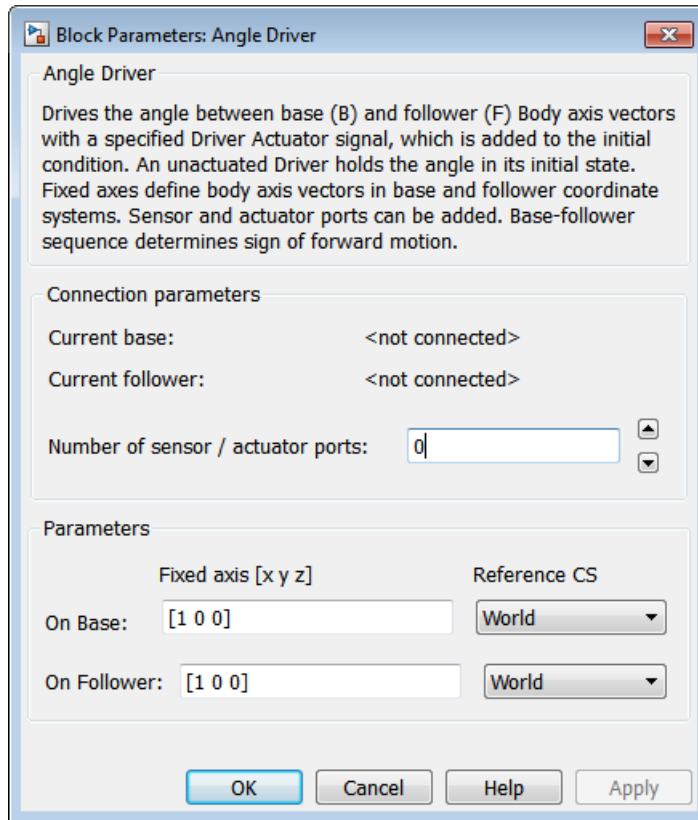 Block Parameters: Angle Driver
Angle Driver
Drives the angle between base (B) and follower (F) Body axis vectors
with a specified Driver Actuator signal, which is added to the initial
condition. An unactuated Driver holds the angle in its initial state.
Fixed axes define body axis vectors in base and follower coordinate
systems. Sensor and actuator ports can be added. Base-follower
sequence determines sign of forward motion.
Connection parameters
Current base: <not connected>
Current follower: <not connected>
Number of sensor / actuator ports: 0
Parameters
Fixed axis [x y z] Reference CS
On Base: [1 0 0] World
On Follower: [1 0 0] World
OK Cancel Help Apply